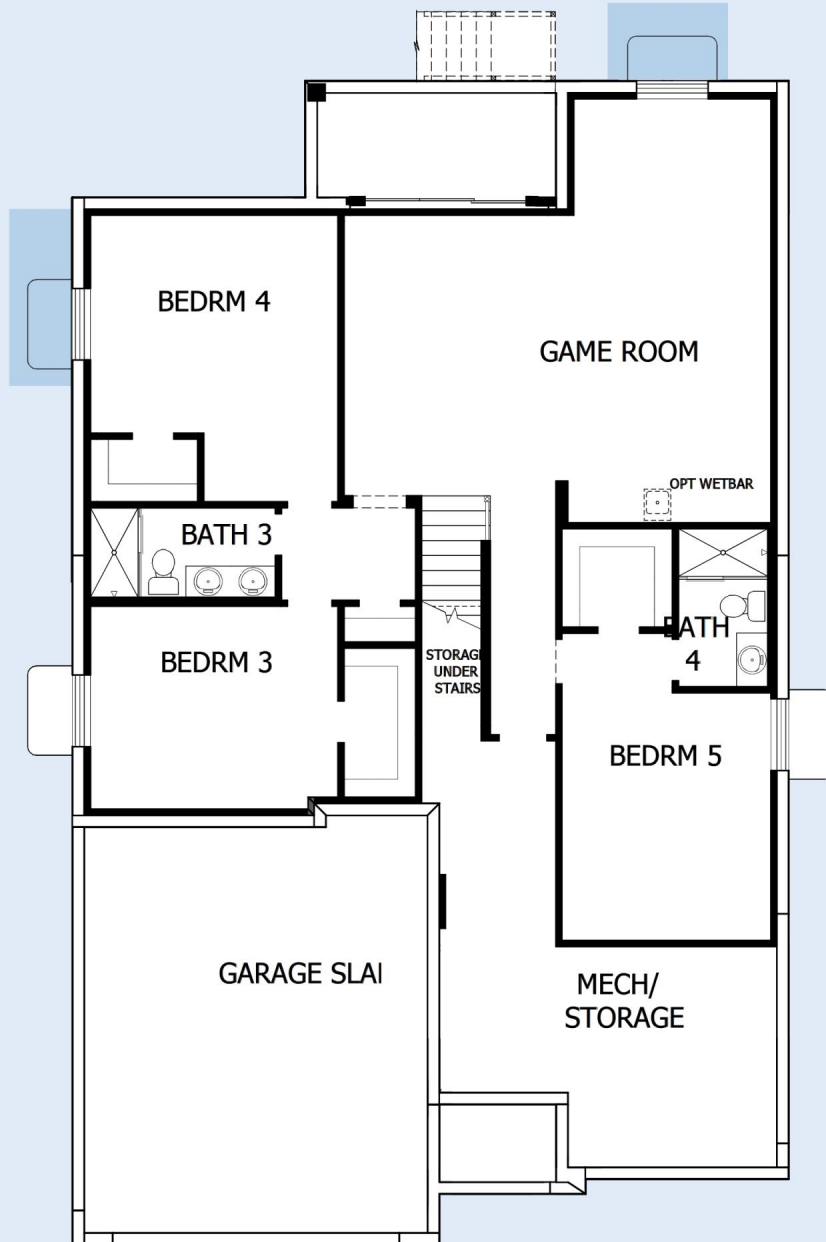 BEDRM 4
GAME ROOM
OPT WETBAR
BATH 3
BATH
4
BEDRM 3
STORAGE
UNDER
STAIRS
BEDRM 5
GARAGE SLA
MECH/
STORAGE